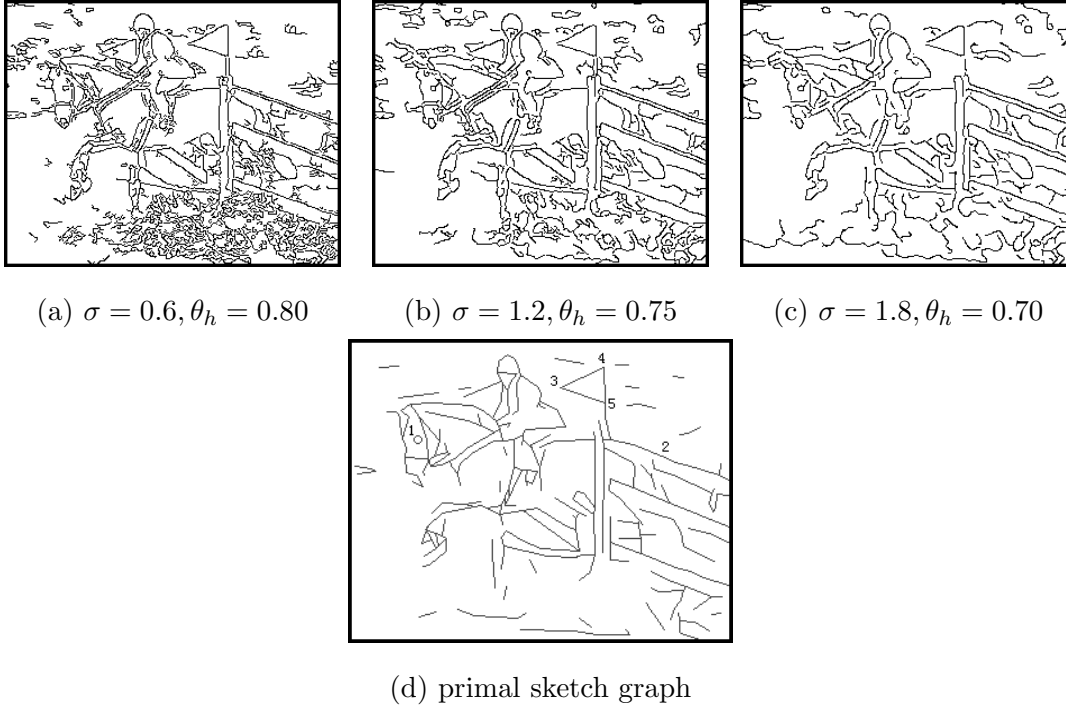 (a) σ = 0.6, θ_h = 0.80
(b) σ = 1.2, θ_h = 0.75
(c) σ = 1.8, θ_h = 0.70
4
3
5
1
2
(d) primal sketch graph